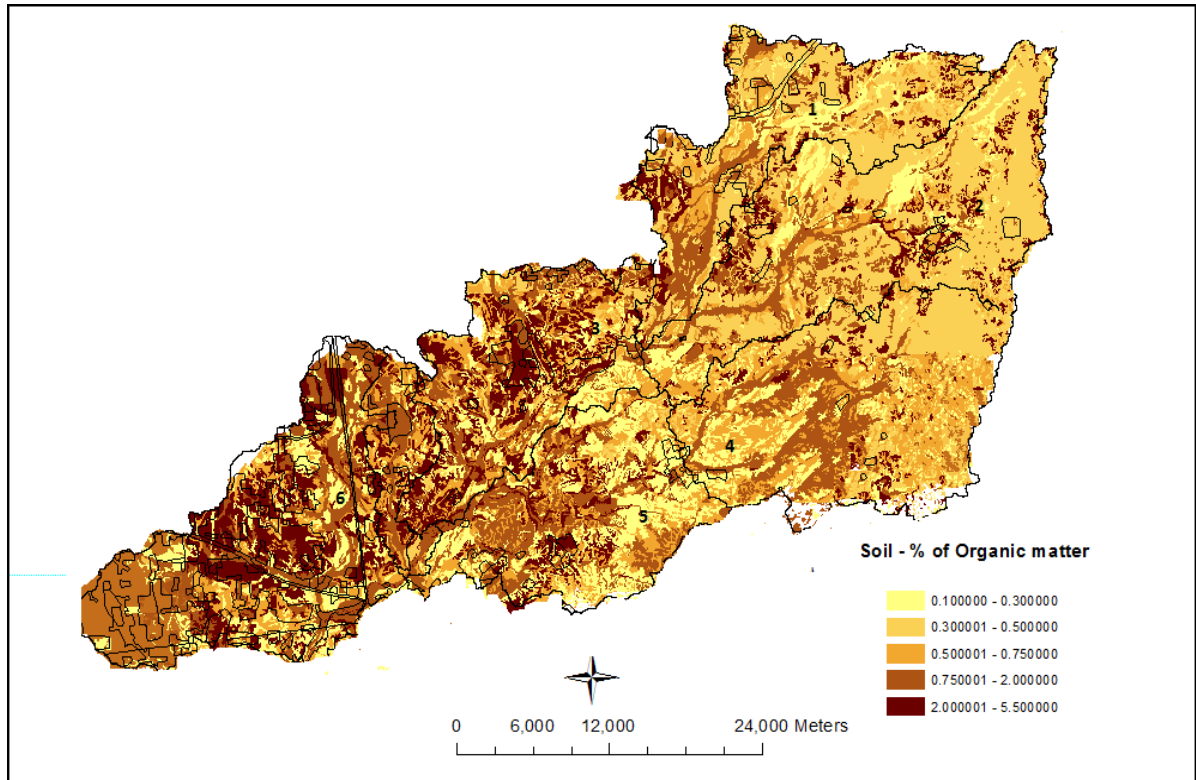 1
2
3
4
5
6
Soil - % of Organic matter
0.100000 - 0.300000
0.300001 - 0.500000
0.500001 - 0.750000
0.750001 - 2.000000
2.000001 - 5.500000
0 6,000 12,000 24,000 Meters